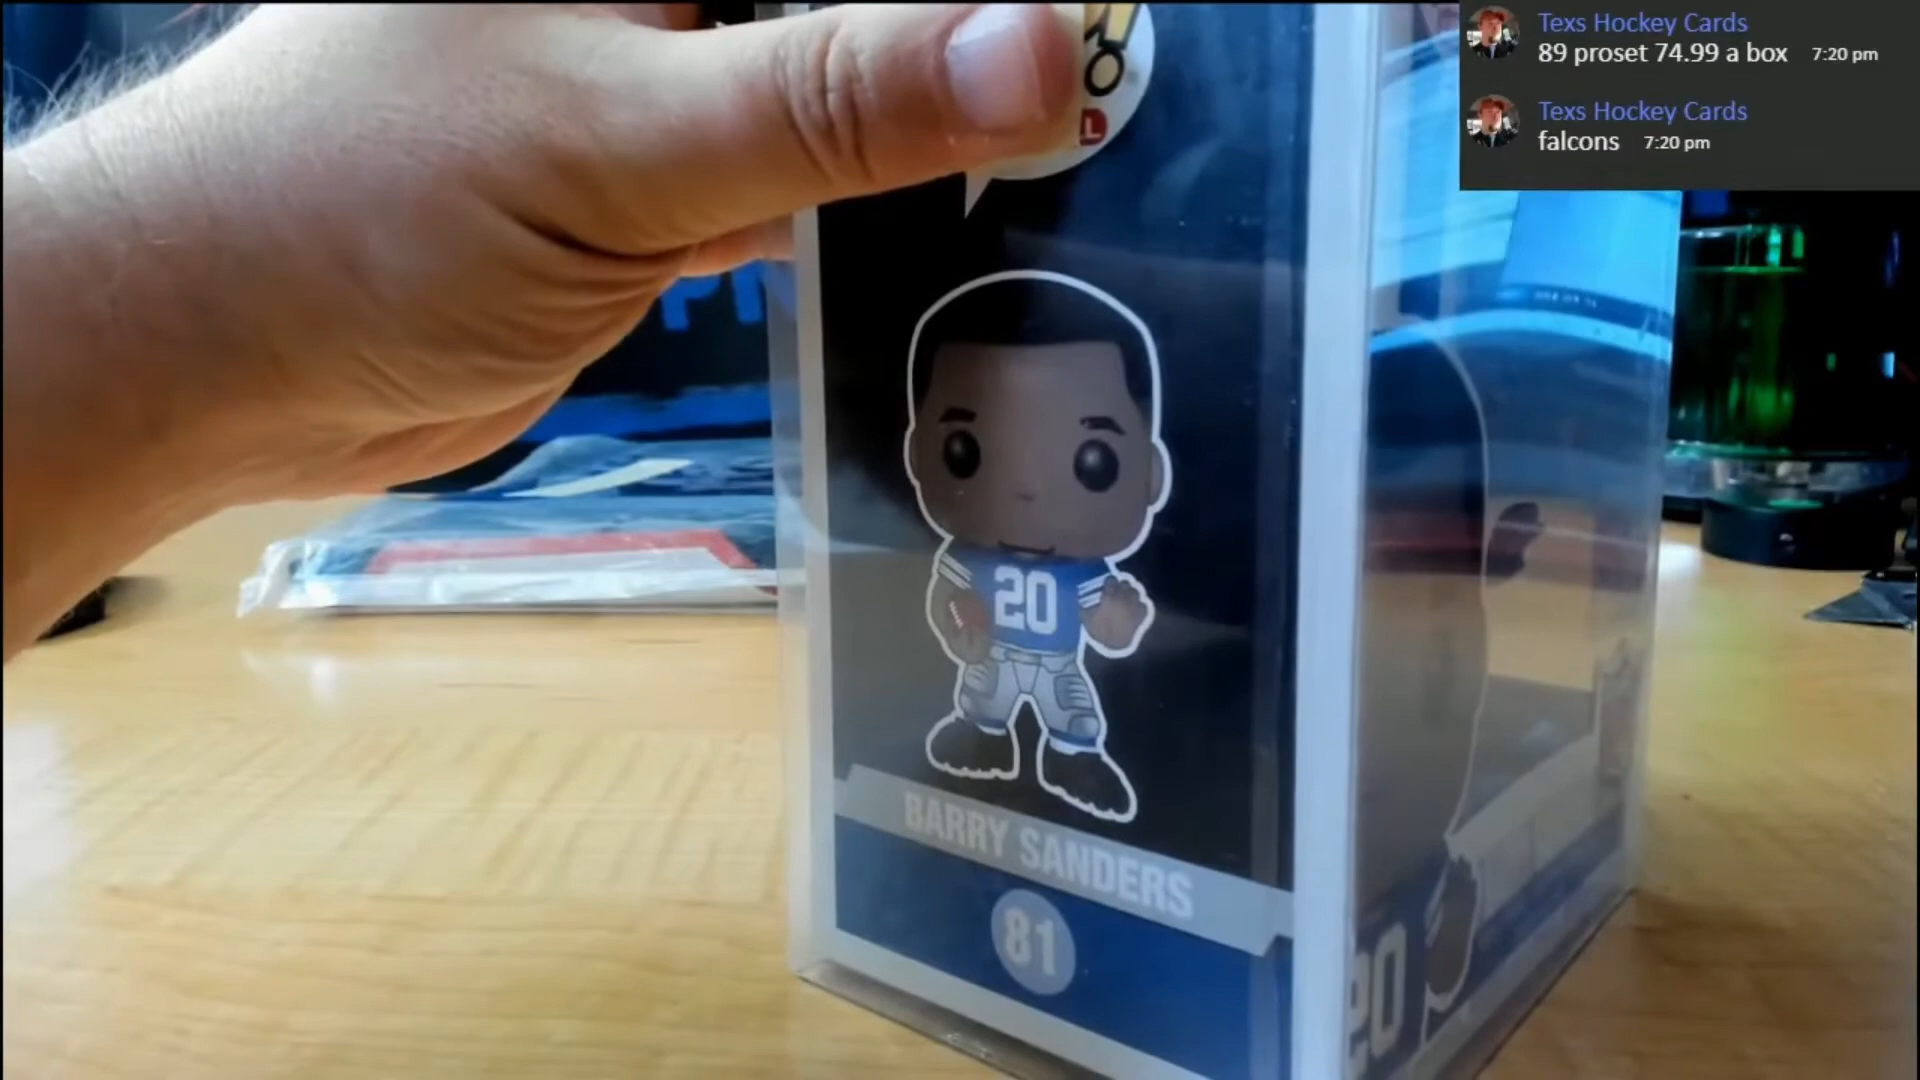 Texs Hockey Cards
89 proset 74.99 a box 7:20 pm
Texs Hockey Cards
falcons 7:20 pm
L
20
BARRY SANDERS
81
20